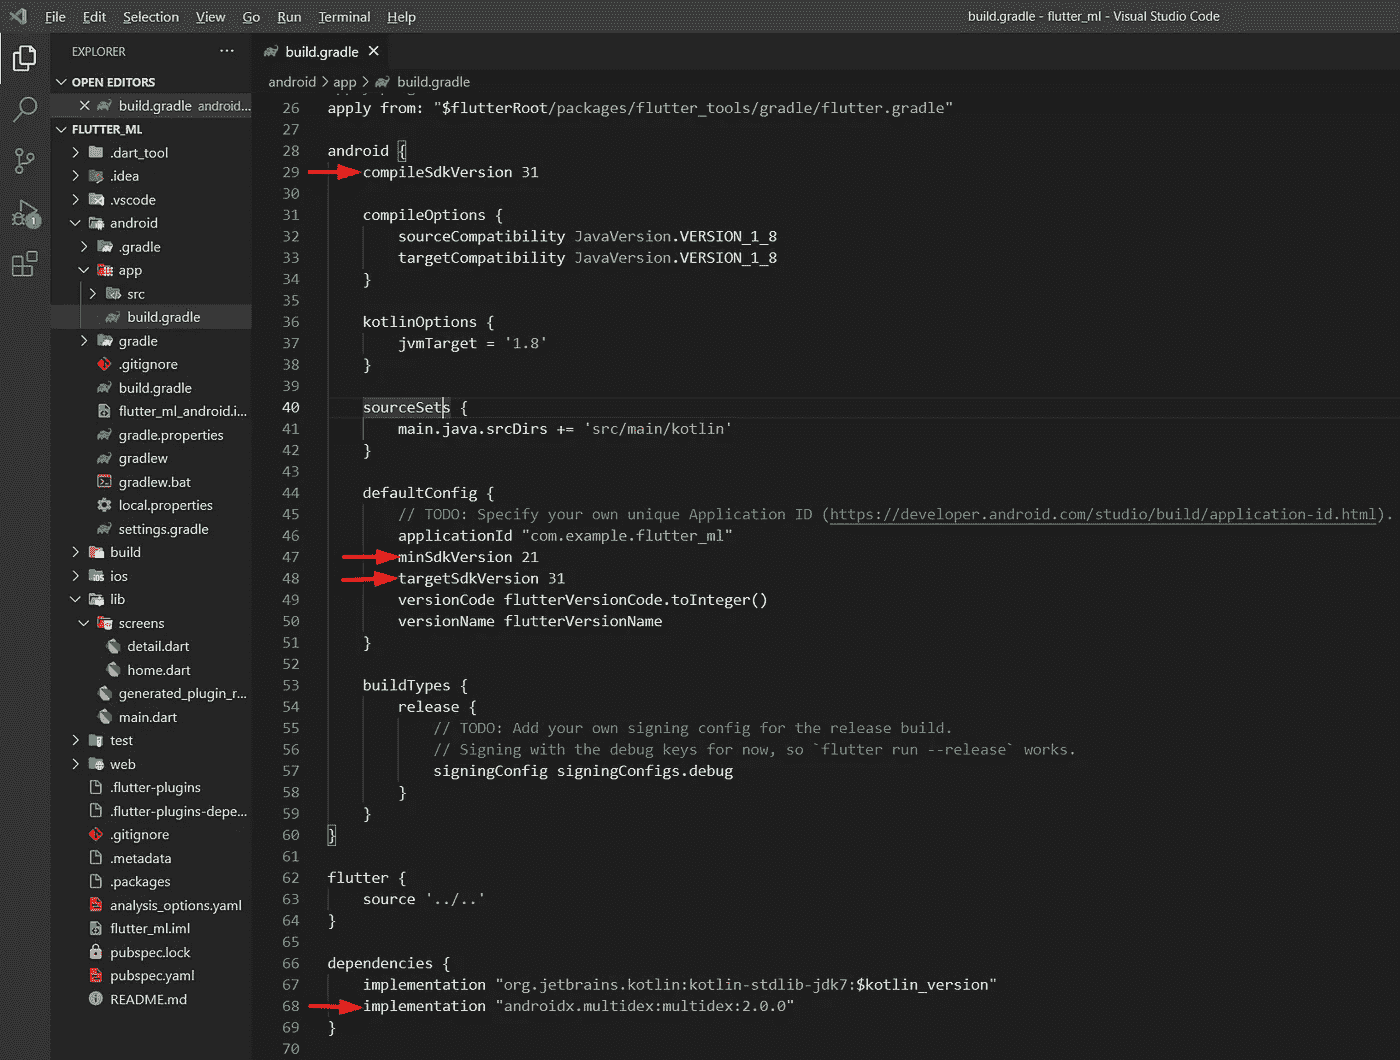 File Edit Selection View Go Run Terminal Help
build.gradle - flutter_ml - Visual Studio Code
EXPLORER
OPEN EDITORS
build.gradle android...
FLUTTER_ML
.dart_tool
.idea
.vscode
android
.gradle
app
src
build.gradle
gradle
.gitignore
build.gradle
flutter_ml_android.i...
gradle.properties
gradlew
gradlew.bat
local.properties
settings.gradle
build
ios
lib
screens
detail.dart
home.dart
generated_plugin_r...
main.dart
test
web
.flutter-plugins
.flutter-plugins-depe...
.gitignore
.metadata
.packages
analysis_options.yaml
flutter_ml.iml
pubspec.lock
pubspec.yaml
README.md
1
build.gradle
android > app > build.gradle
26 apply from: "$flutterRoot/packages/flutter_tools/gradle/flutter.gradle"
27
28 android {
29 compileSdkVersion 31
30
31 compileOptions {
32 sourceCompatibility JavaVersion.VERSION_1_8
33 targetCompatibility JavaVersion.VERSION_1_8
34 }
35
36 kotlinOptions {
37 jvmTarget = '1.8'
38 }
39
40 sourceSets {
41 main.java.srcDirs += 'src/main/kotlin'
42 }
43
44 defaultConfig {
45 // TODO: Specify your own unique Application ID (https://developer.android.com/studio/build/application-id.html).
46 applicationId "com.example.flutter_ml"
47 minSdkVersion 21
48 targetSdkVersion 31
49 versionCode flutterVersionCode.toInteger()
50 versionName flutterVersionName
51 }
52
53 buildTypes {
54 release {
55 // TODO: Add your own signing config for the release build.
56 // Signing with the debug keys for now, so `flutter run --release` works.
57 signingConfig signingConfigs.debug
58 }
59 }
60 }
61
62 flutter {
63 source '../..'
64 }
65
66 dependencies {
67 implementation "org.jetbrains.kotlin:kotlin-stdlib-jdk7:$kotlin_version"
68 implementation "androidx.multidex:multidex:2.0.0"
69 }
70